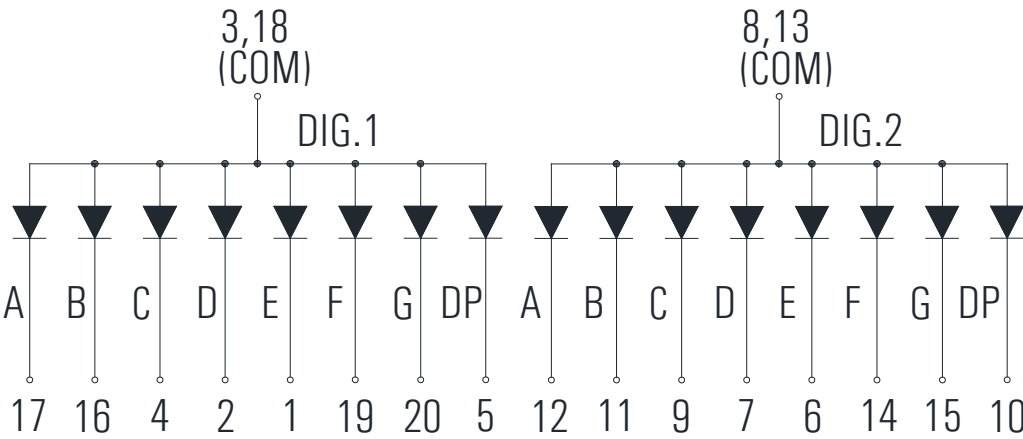 3,18 8,13
(COM) (COM)
DIG.1 DIG.2
A B C D E F G DP A B C D E F G DP
17 16 4 2 1 19 20 5 12 11 9 7 6 14 15 10